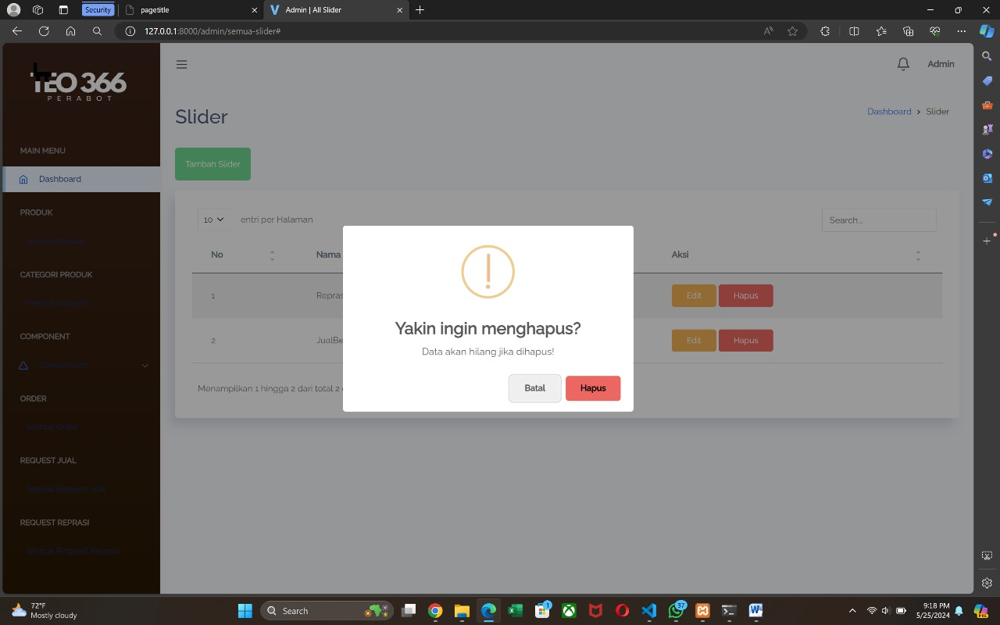 Security
pagetitle
Admin | All Slider
127.0.0.1:8000/admin/semua-slider#
TEO 366
PERABOT
Admin
Slider
Dashboard > Slider
MAIN MENU
Dashboard
Tambah Slider
PRODUK
Semua Produk
10
entri per Halaman
Search...
No
Nama
Aksi
CATEGORI PRODUK
Semua Kategori
1
Repras
Edit
Hapus
Yakin ingin menghapus?
Data akan hilang jika dihapus!
COMPONENT
Components
2
JualBe
Edit
Hapus
Menampilkan 1 hingga 2 dari total 2
Batal
Hapus
ORDER
Semua Order
REQUEST JUAL
Semua Request Jual
REQUEST REPRASI
Semua Request Reprasi
72°F
Mostly cloudy
Search
1
37
9:18 PM
5/25/2024